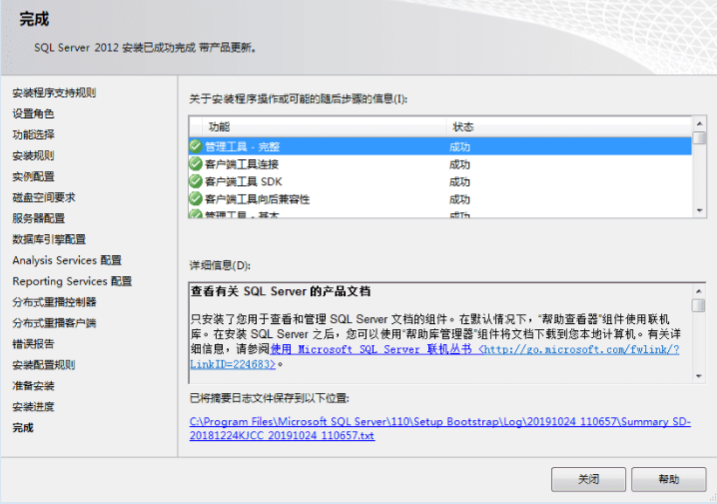 完成
SQL Server 2012 安装已成功完成 带产品更新。
安装程序支持规则
设置角色
功能选择
安装规则
实例配置
磁盘空间要求
服务器配置
数据库引擎配置
Analysis Services 配置
Reporting Services 配置
分布式重播控制器
分布式重播客户端
错误报告
安装配置规则
准备安装
安装进度
完成
关于安装程序操作或可能的随后步骤的信息(I):
功能 状态
管理工具 - 完整 成功
客户端工具连接 成功
客户端工具 SDK 成功
客户端工具向后兼容性 成功
管理工具 - 基本 成功
详细信息(D):
查看有关 SQL Server 的产品文档
只安装了您用于查看和管理 SQL Server 文档的组件。在默认情况下，“帮助查看器”组件使用联机
库。在安装 SQL Server 之后，您可以使用“帮助库管理器”组件将文档下载到您本地计算机。有关详
细信息，请参阅使用 Microsoft SQL Server 联机丛书 <http://go.microsoft.com/fwlink/?
LinkID=224683>。
已将摘要日志文件保存到以下位置:
C:\Program Files\Microsoft SQL Server\110\Setup Bootstrap\Log\20191024_110657\Summary_SD-
20181224KJCC_20191024_110657.txt
关闭 帮助